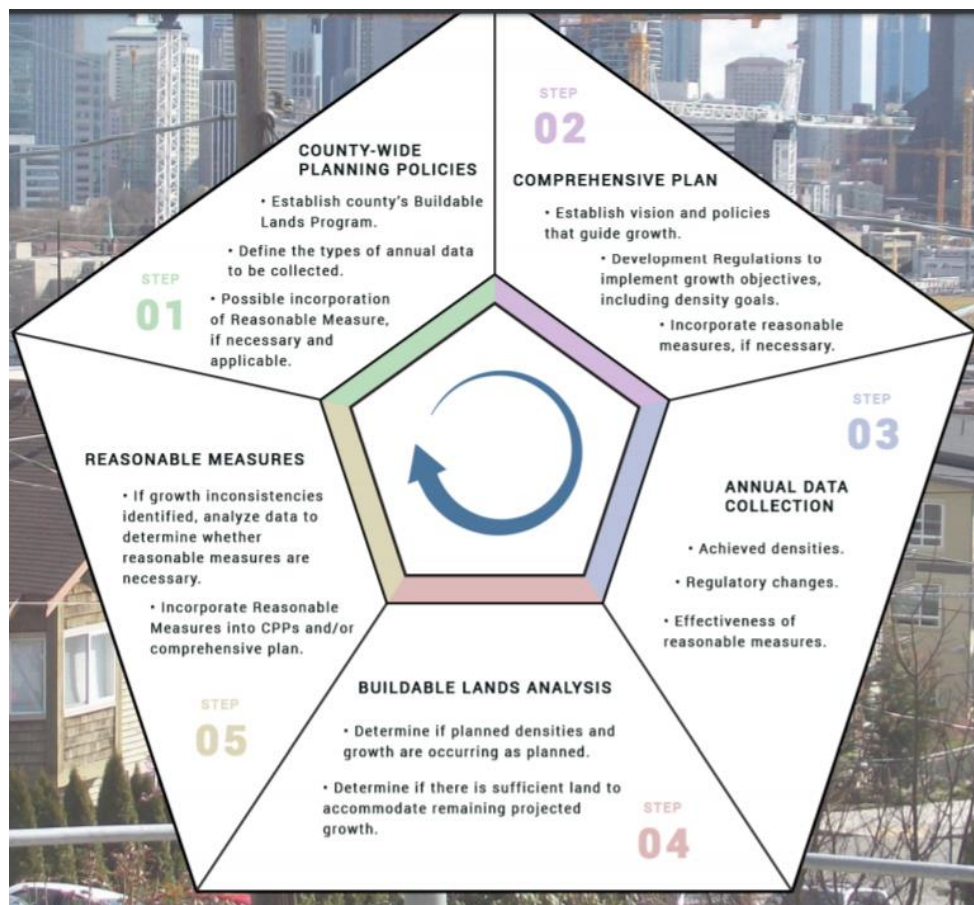 STEP
01
COUNTY-WIDE
PLANNING POLICIES
• Establish county's Buildable
Lands Program.
• Define the types of annual data
to be collected.
• Possible incorporation
of Reasonable Measure,
if necessary and
applicable.
STEP
02
COMPREHENSIVE PLAN
• Establish vision and policies
that guide growth.
• Development Regulations to
implement growth objectives,
including density goals.
• Incorporate reasonable
measures, if necessary.
STEP
03
ANNUAL DATA
COLLECTION
• Achieved densities.
• Regulatory changes.
• Effectiveness of
reasonable measures.
BUILDABLE LANDS ANALYSIS
• Determine if planned densities and
growth are occurring as planned.
• Determine if there is sufficient land to
accommodate remaining projected
growth.
STEP
04
REASONABLE MEASURES
• If growth inconsistencies
identified, analyze data to
determine whether
reasonable measures are
necessary.
• Incorporate Reasonable
Measures into CPPs and/or
comprehensive plan.
STEP
05